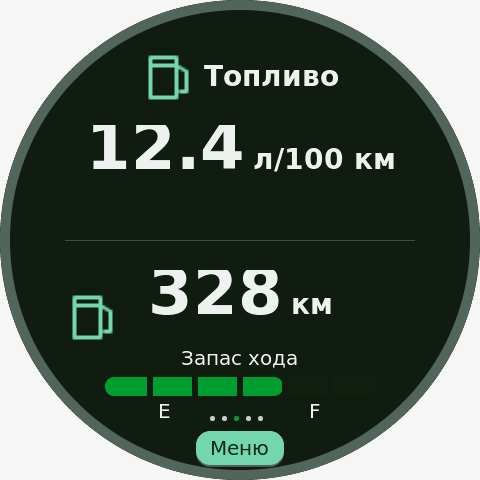 Топливо
12.4 л/100 км
328 км
Запас хода
E F
Меню